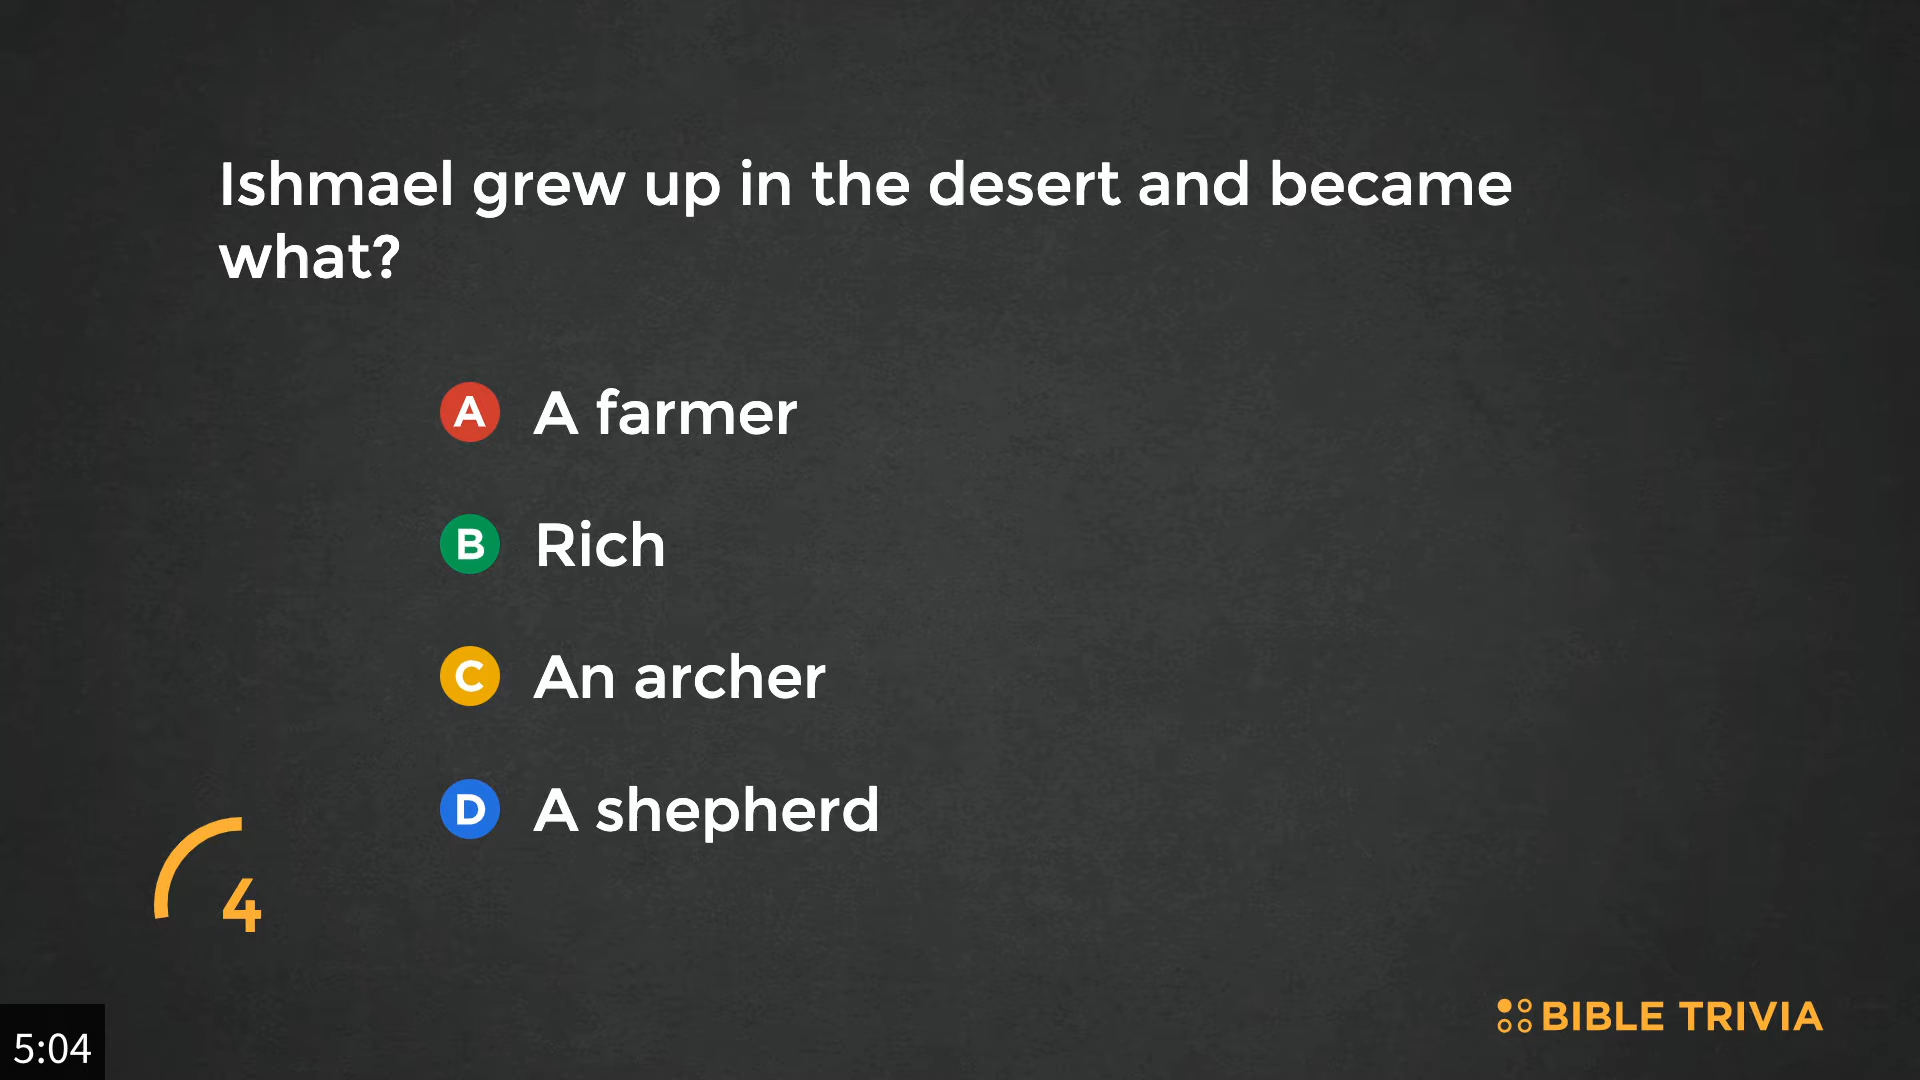 Ishmael grew up in the desert and became
what?
A A farmer
B Rich
C An archer
D A shepherd
4
BIBLE TRIVIA
5:04